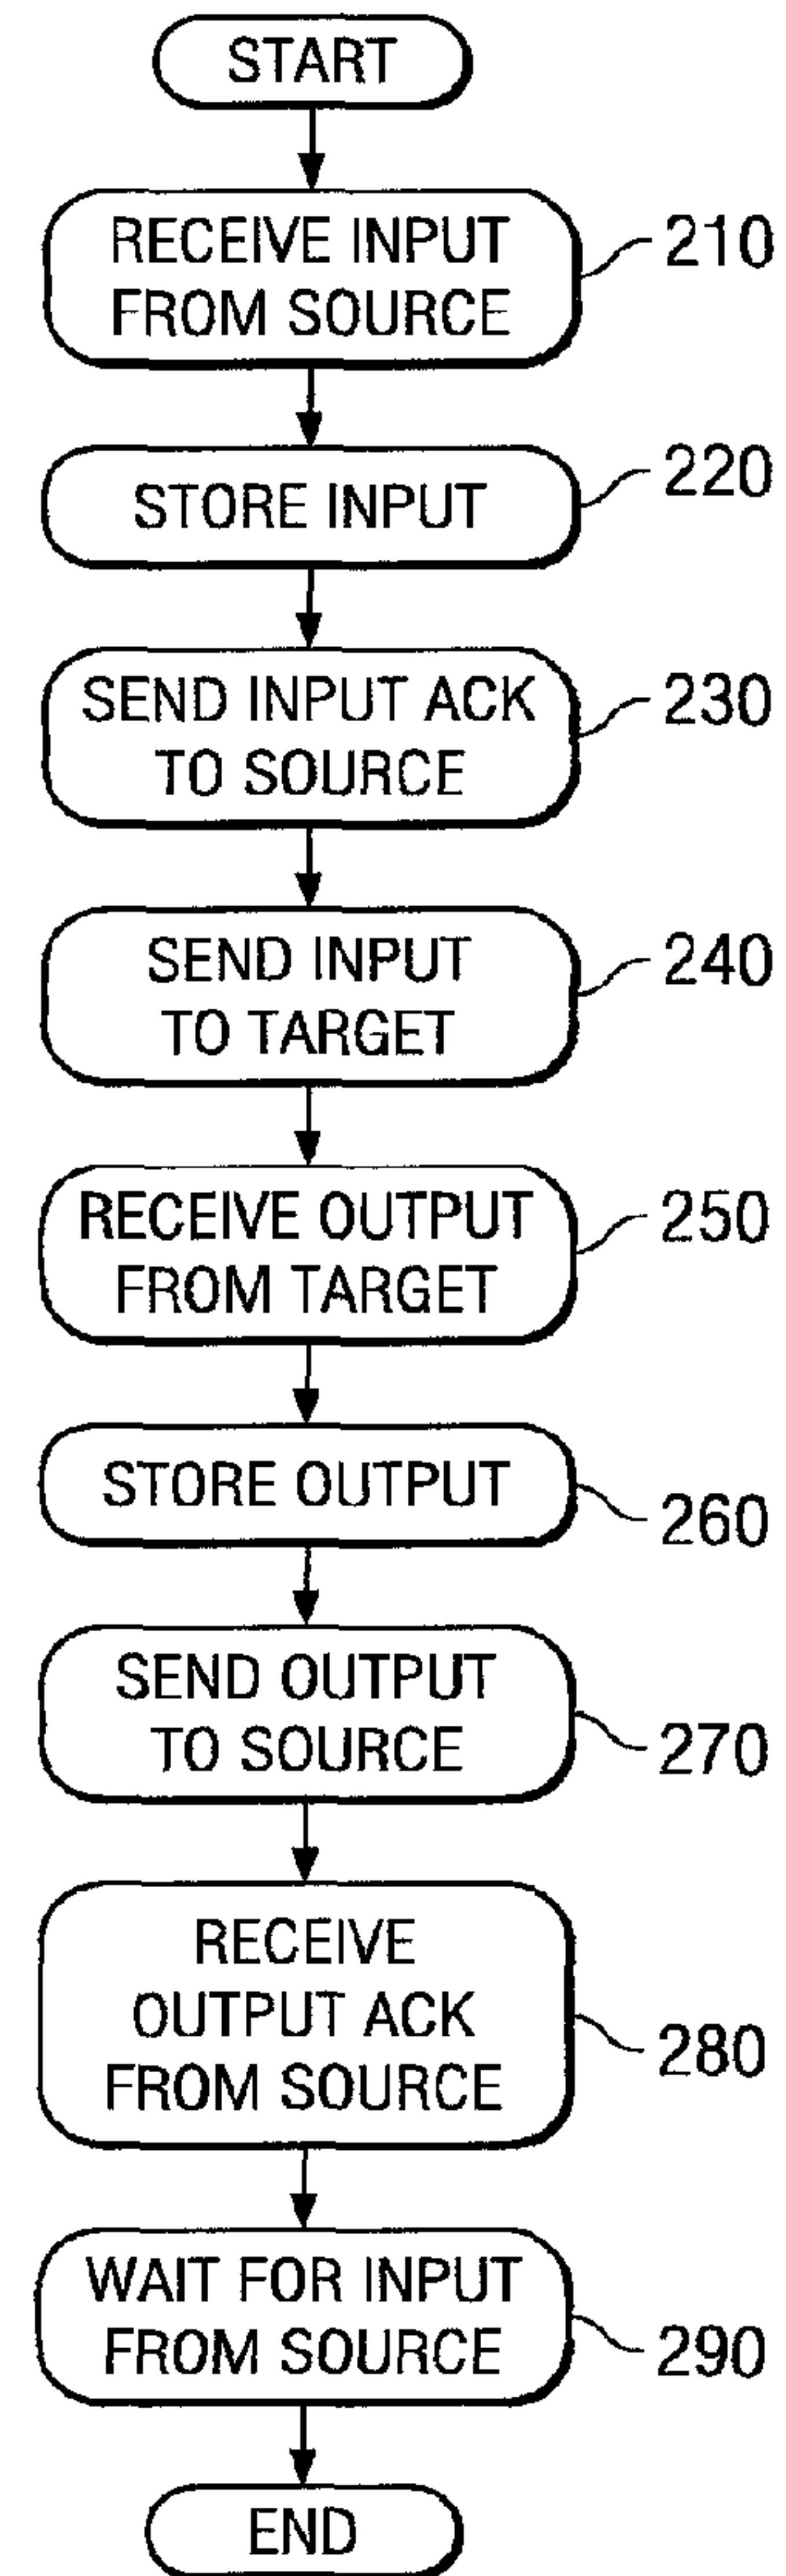 START
RECEIVE INPUT
FROM SOURCE
210
STORE INPUT
220
SEND INPUT ACK
TO SOURCE
230
SEND INPUT
TO TARGET
240
RECEIVE OUTPUT
FROM TARGET
250
STORE OUTPUT
260
SEND OUTPUT
TO SOURCE
270
RECEIVE
OUTPUT ACK
FROM SOURCE
280
WAIT FOR INPUT
FROM SOURCE
290
END